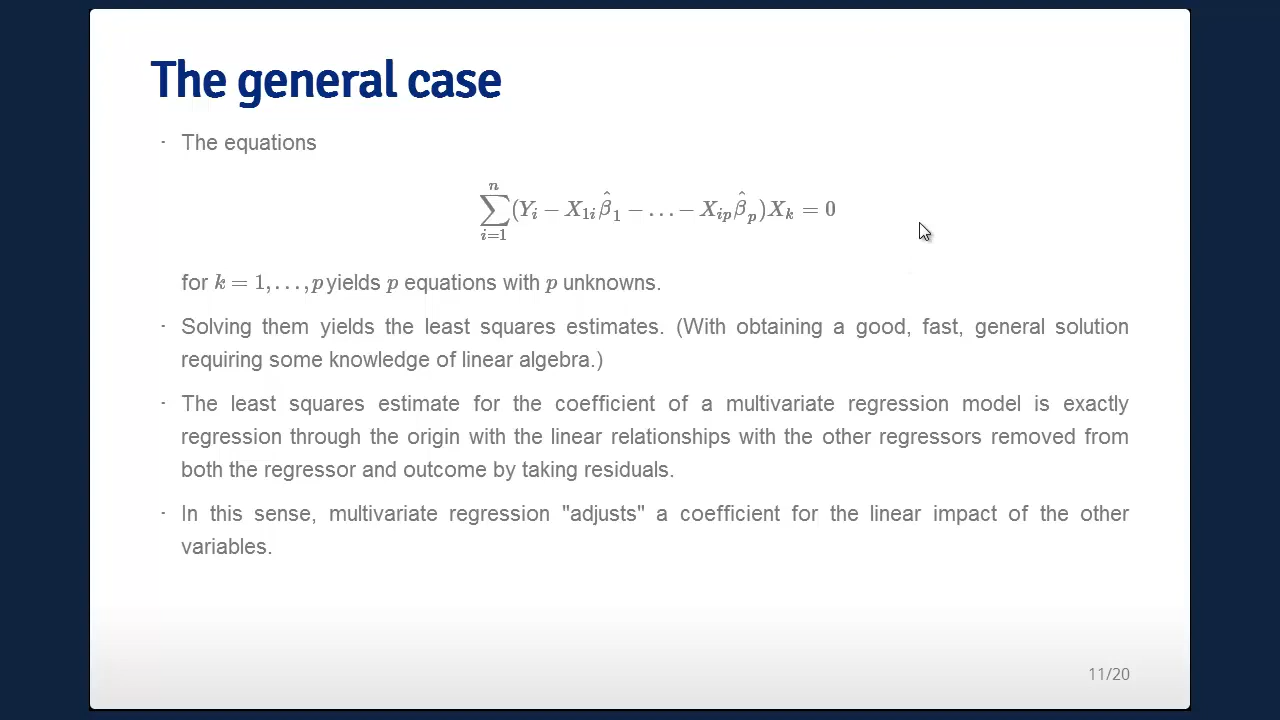 The general case
· The equations
$$\sum_{i=1}^{n}(Y_i - X_{1i}\hat{\beta}_1 - \ldots - X_{ip}\hat{\beta}_p)X_k = 0$$
for $k = 1, \ldots, p$ yields $p$ equations with $p$ unknowns.
· Solving them yields the least squares estimates. (With obtaining a good, fast, general solution
requiring some knowledge of linear algebra.)
· The least squares estimate for the coefficient of a multivariate regression model is exactly
regression through the origin with the linear relationships with the other regressors removed from
both the regressor and outcome by taking residuals.
· In this sense, multivariate regression "adjusts" a coefficient for the linear impact of the other
variables.
11/20